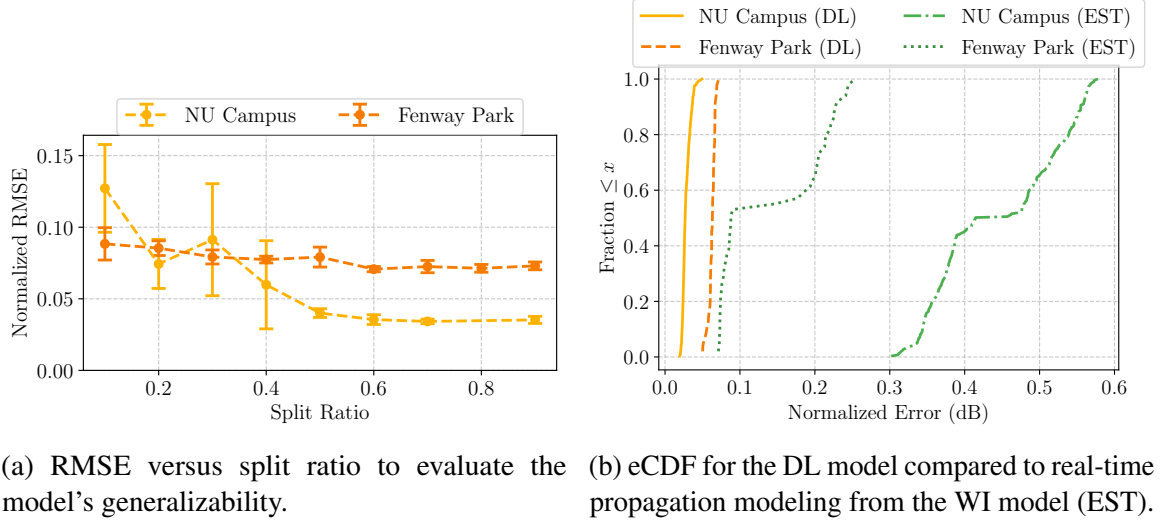 NU Campus
Fenway Park
Normalized RMSE
0.15
0.10
0.05
0.00
0.2 0.4 0.6 0.8
Split Ratio
(a) RMSE versus split ratio to evaluate the
model's generalizability.
NU Campus (DL) NU Campus (EST)
Fenway Park (DL) Fenway Park (EST)
Fraction ≤ x
1.0
0.8
0.6
0.4
0.2
0.0
0.0 0.1 0.2 0.3 0.4 0.5 0.6
Normalized Error (dB)
(b) eCDF for the DL model compared to real-time
propagation modeling from the WI model (EST).